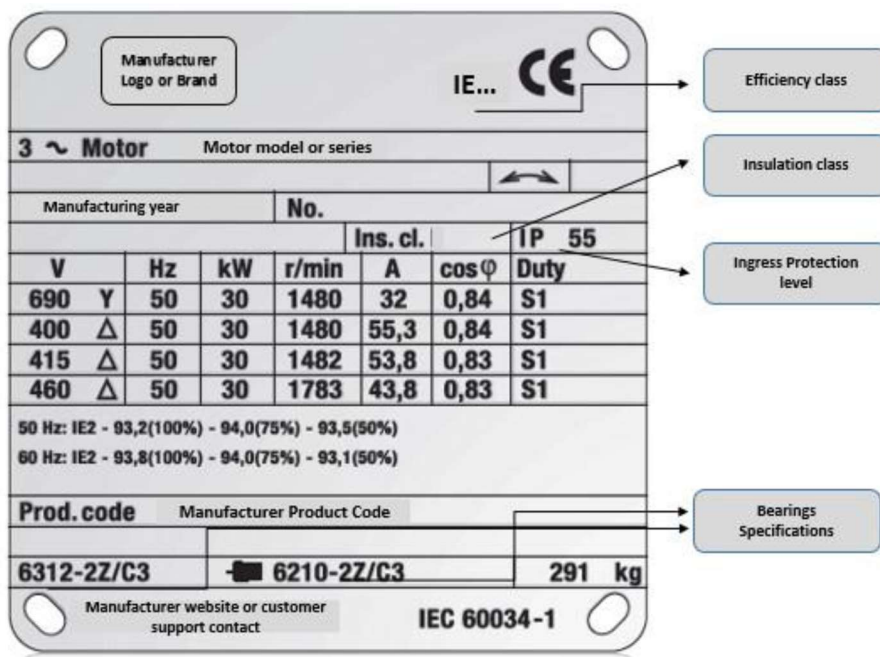 Manufacturer
Logo or Brand
IE... CE
Efficiency class
3 ~ Motor Motor model or series
Insulation class
Manufacturing year No.
Ins. cl. IP 55
Ingress Protection
level
V Hz kW r/min A cosφ Duty
690 Y 50 30 1480 32 0,84 S1
400 Δ 50 30 1480 55,3 0,84 S1
415 Δ 50 30 1482 53,8 0,83 S1
460 Δ 50 30 1783 43,8 0,83 S1
50 Hz: IE2 - 93,2(100%) - 94,0(75%) - 93,5(50%)
60 Hz: IE2 - 93,8(100%) - 94,0(75%) - 93,1(50%)
Prod. code Manufacturer Product Code
Bearings
Specifications
6312-2Z/C3 6210-2Z/C3 291 kg
Manufacturer website or customer
support contact
IEC 60034-1